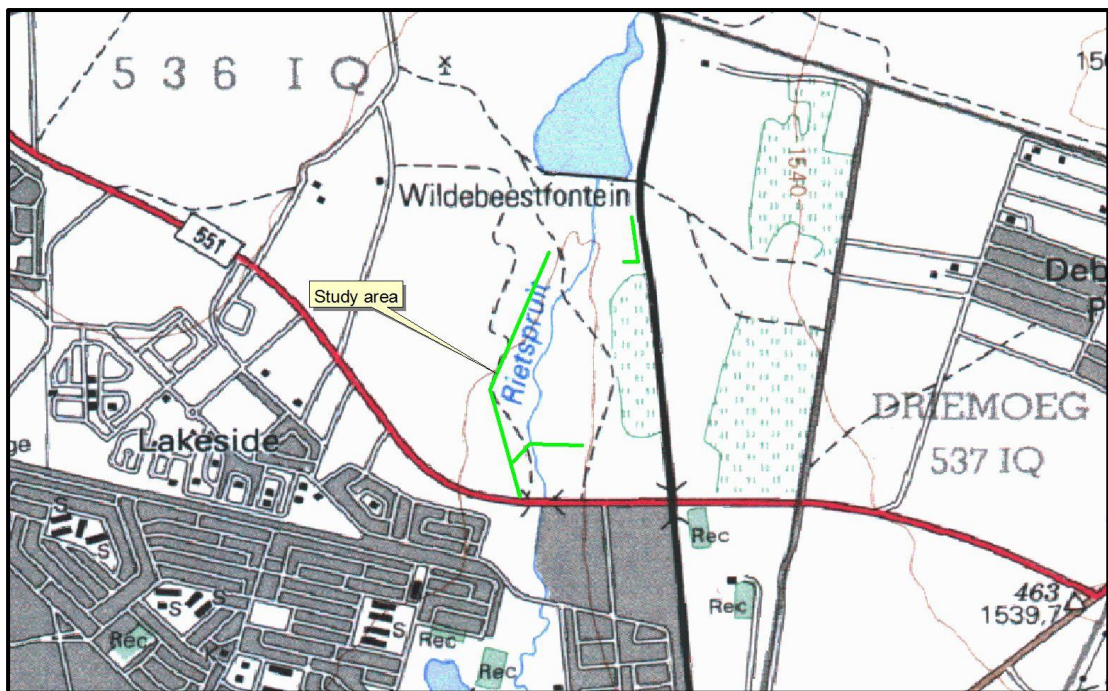 536 IQ
Wildebeestfontein
1540
551
Study area
Rietspruit
Deb
P
DRIEMOEG
537 IQ
ge
Lakeside
Rec
463
1539,7
Rec
S
S
S
S
Rec
Rec
Rec